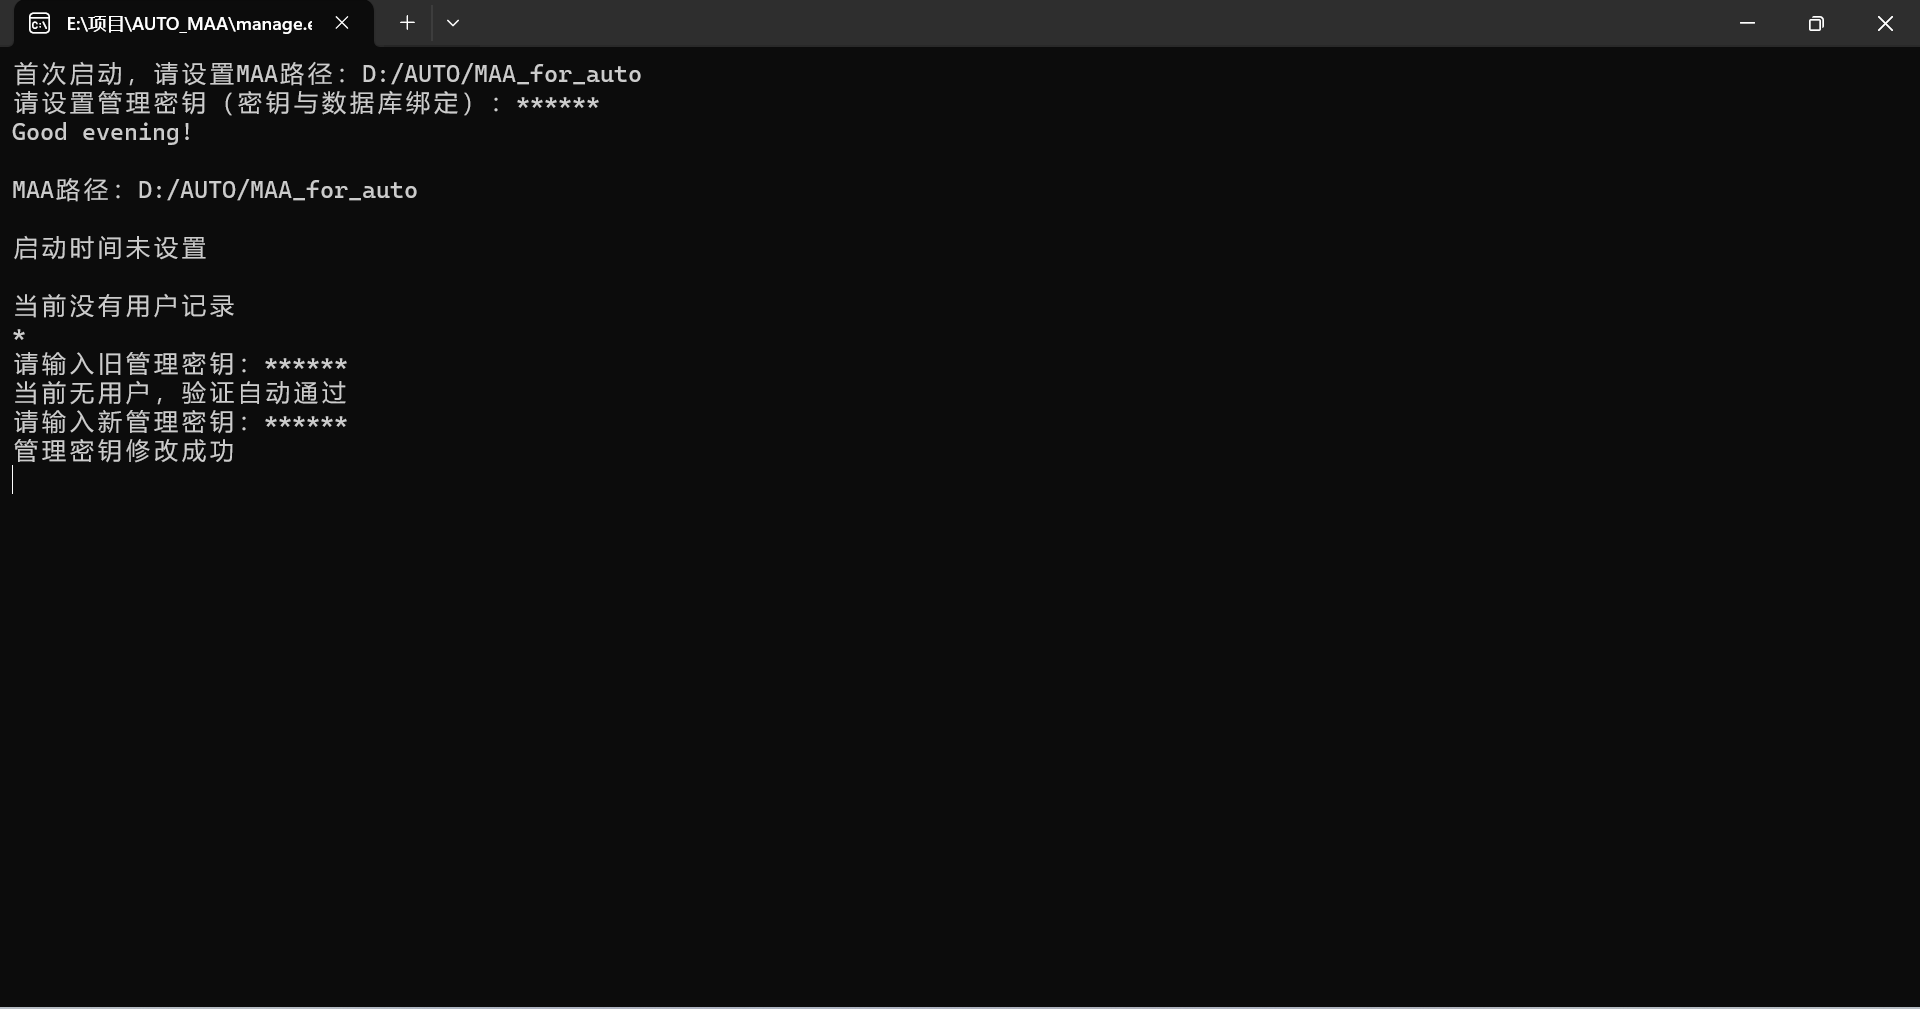 E:\项目\AUTO_MAA\manage.e
首次启动，请设置MAA路径：D:/AUTO/MAA_for_auto
请设置管理密钥（密钥与数据库绑定）：******
Good evening!
MAA路径：D:/AUTO/MAA_for_auto
启动时间未设置
当前没有用户记录
*
请输入旧管理密钥：******
当前无用户，验证自动通过
请输入新管理密钥：******
管理密钥修改成功